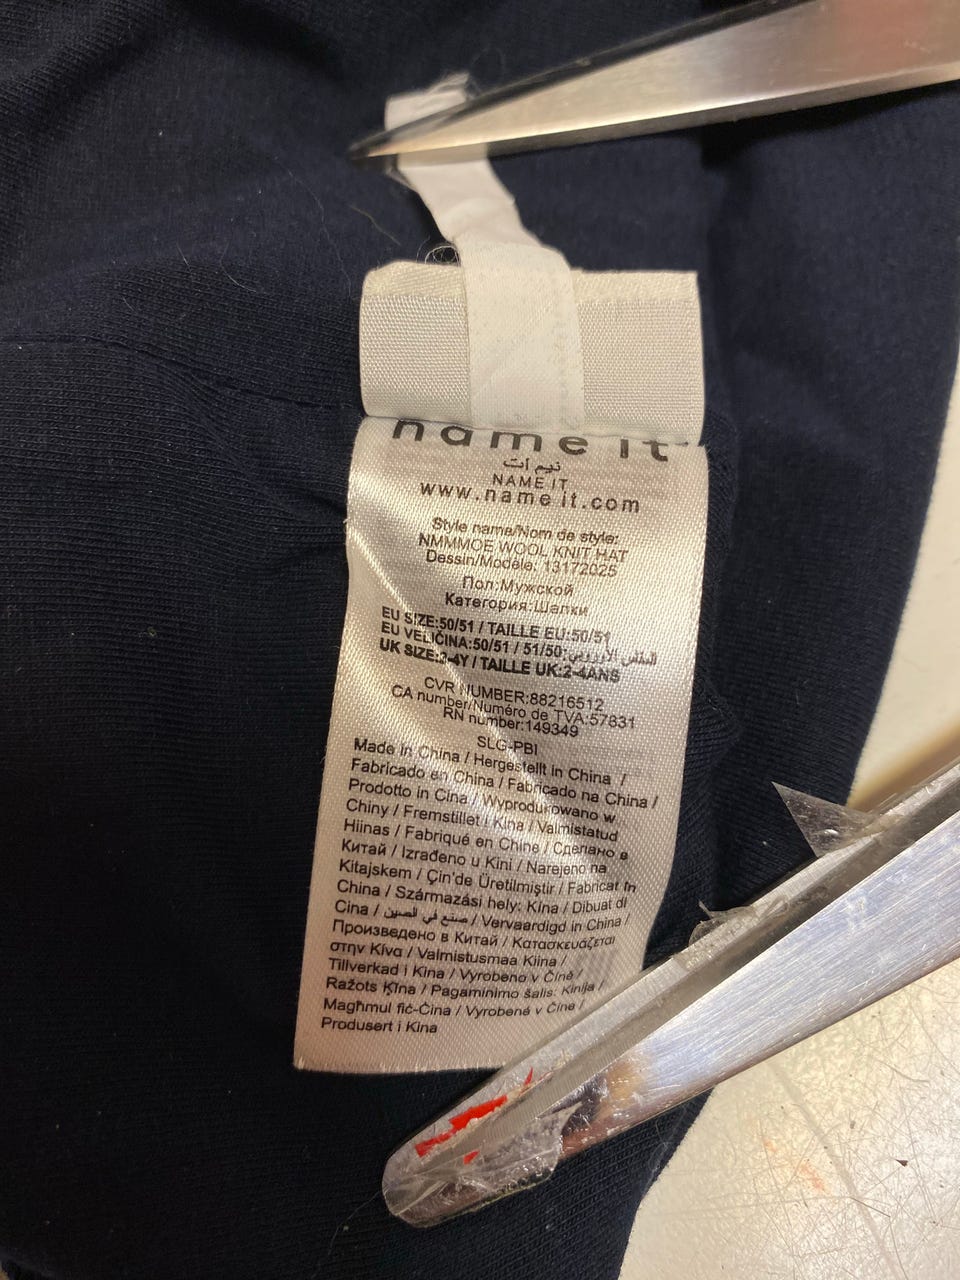 name it
نيم ات
NAME IT
www.name it.com
Style name/Nom de style:
NMMMOE WOOL KNIT HAT
Dessin/Modèle: 13172025
Пол:Мужской
Категория:Шапки
EU SIZE:50/51 / TAILLE EU:50/51
EU VELIČINA:50/51 / 51/50:المقاس الأوروبي
UK SIZE:2-4Y / TAILLE UK:2-4ANS
CVR NUMBER:88216512
CA number/Numéro de TVA:57831
RN number:149349
SLG-PBI
Made in China / Hergestellt in China /
Fabricado en China / Fabricado na China /
Prodotto in Cina / Wyprodukowano w
Chiny / Fremstillet i Kina / Valmistatud
Hiinas / Fabriqué en Chine / Сделано в
Китай / Izrađeno u Kini / Narejeno na
Kitajskem / Çin'de Üretilmiştir / Fabricat în
China / Származási hely: Kína / Dibuat di
Cina / صنع في الصين / Vervaardigd in China /
Произведено в Китай / Κατασκευάζεται
στην Κίνα / Valmistusmaa Kiina /
Tillverkad i Kina / Vyrobeno v Číně /
Ražots Ķīna / Pagaminimo šalis: Kinija /
Magħmul fiċ-Ċina / Vyrobené v Číne /
Produsert i Kina